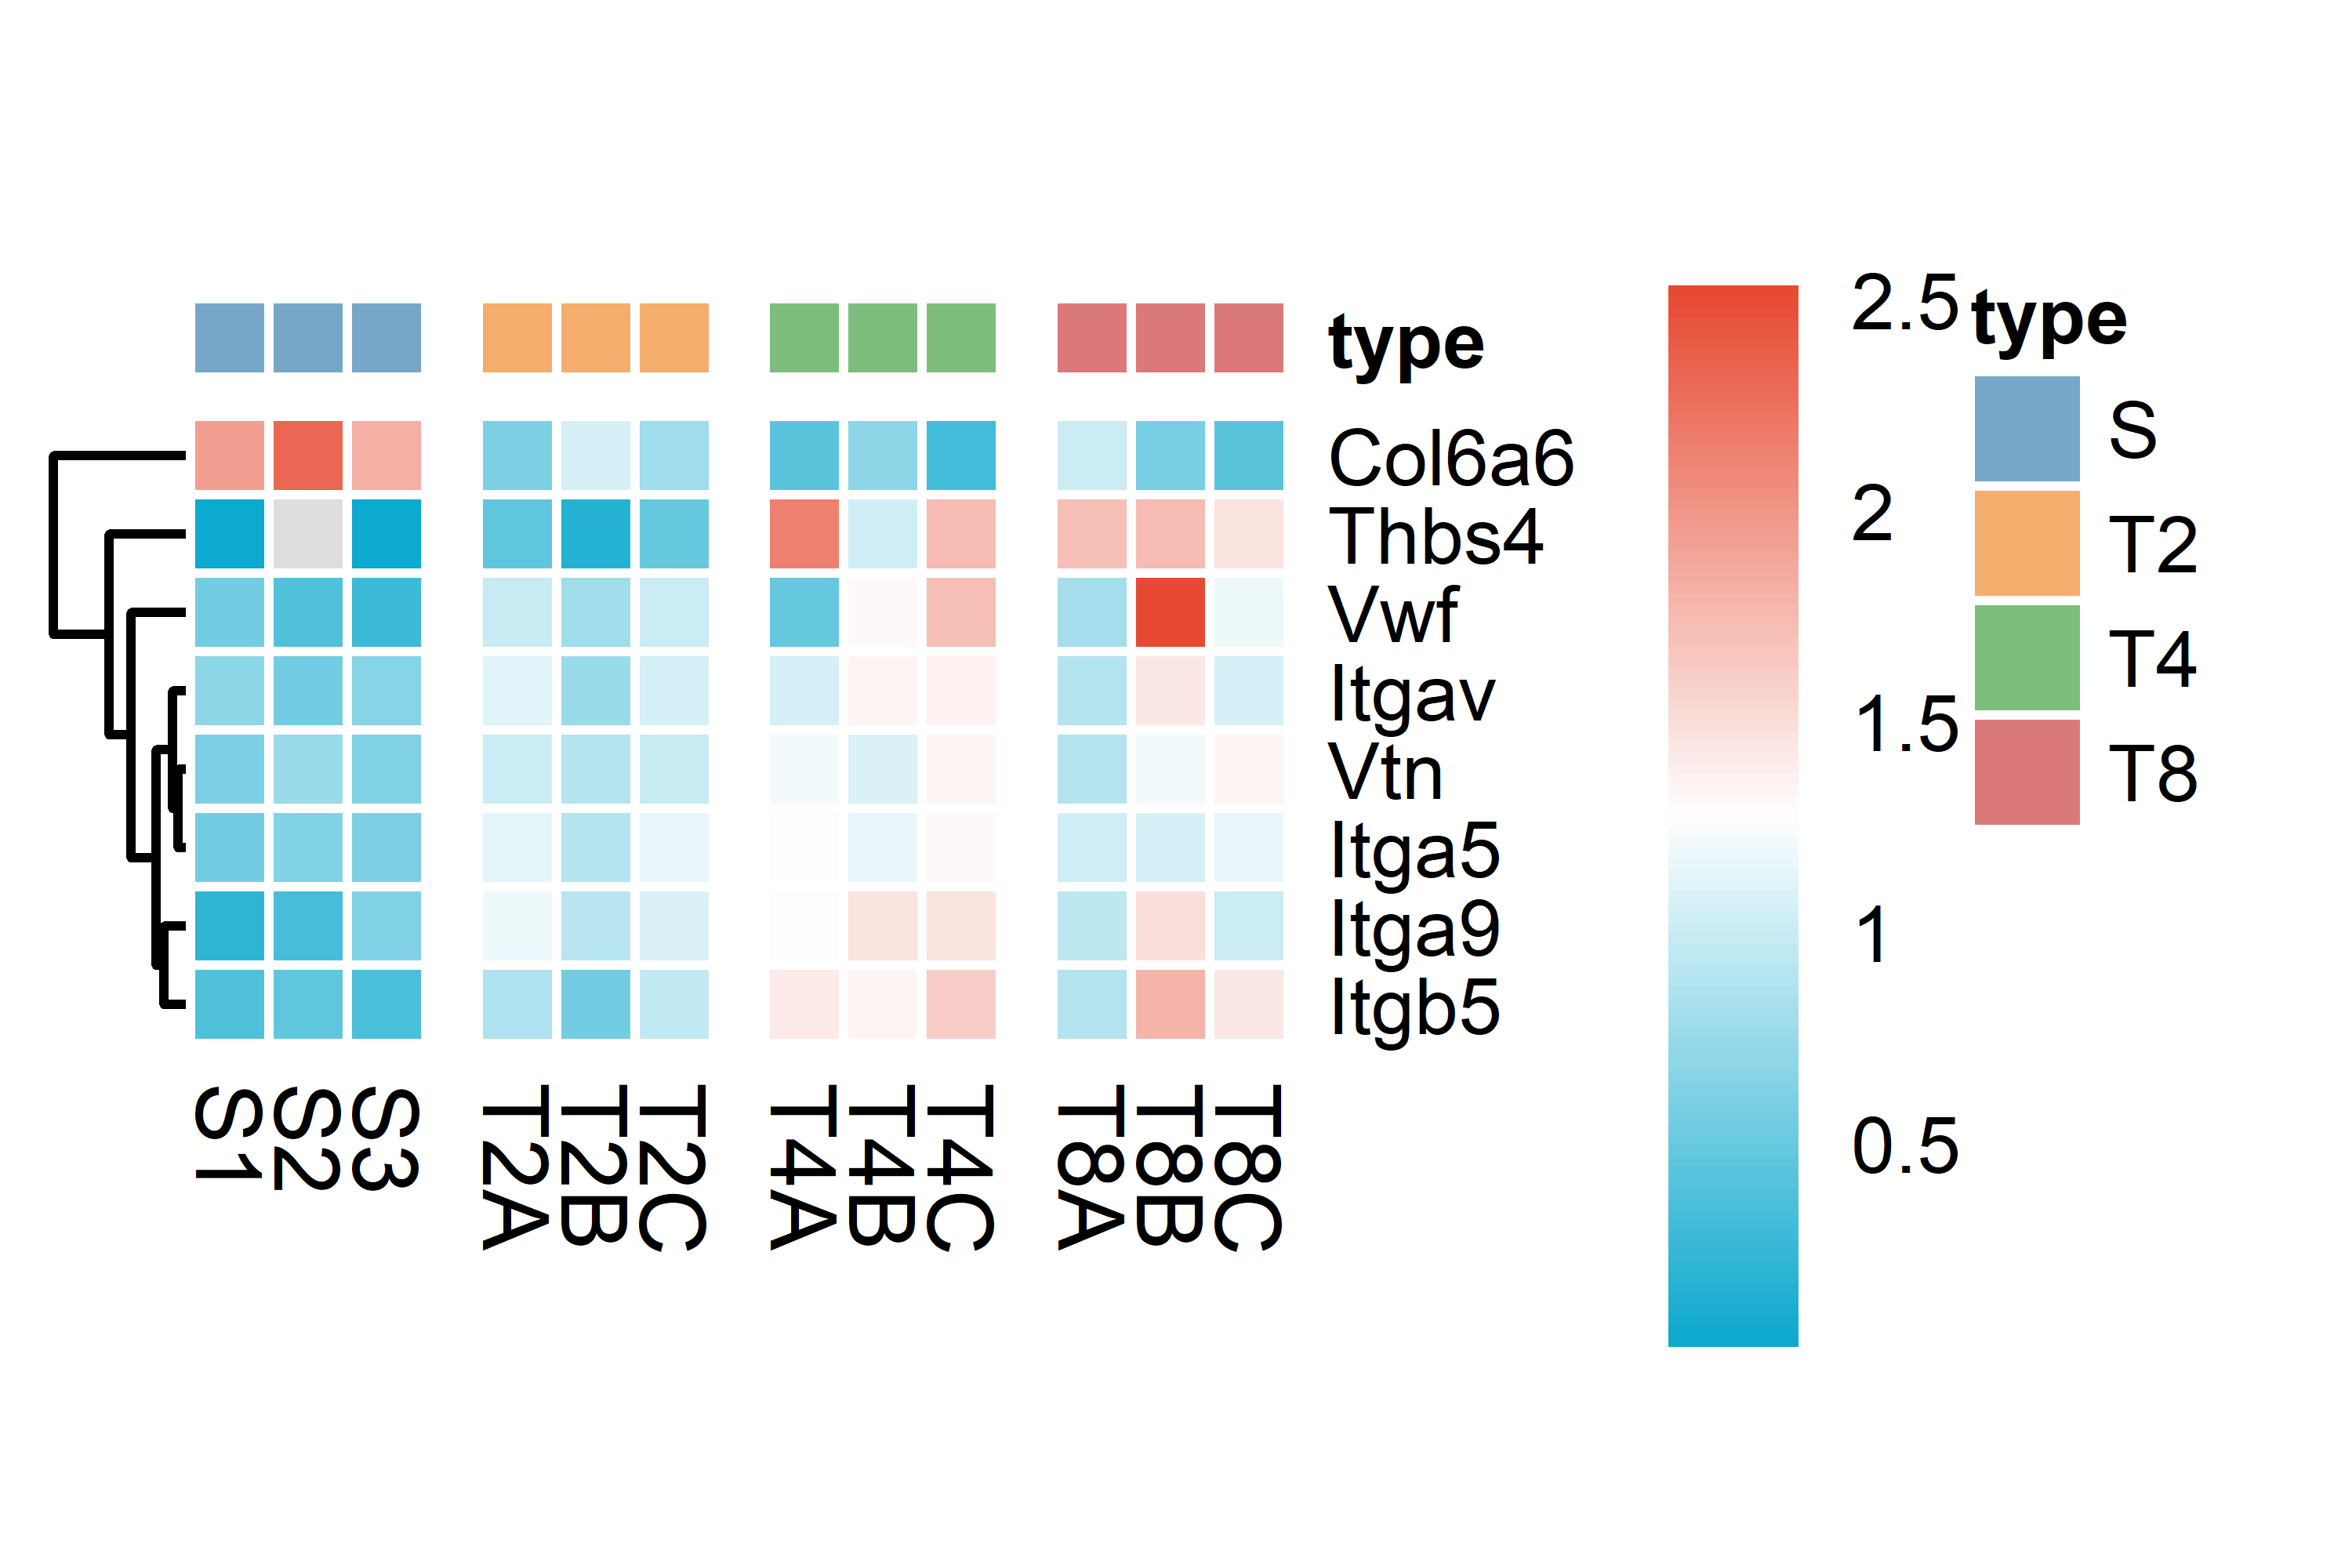 type
Col6a6
Thbs4
Vwf
Itgav
Vtn
Itga5
Itga9
Itgb5
S1
S2
S3
T2A
T2B
T2C
T4A
T4B
T4C
T8A
T8B
T8C
2.5
2
1.5
1
0.5
type
S
T2
T4
T8